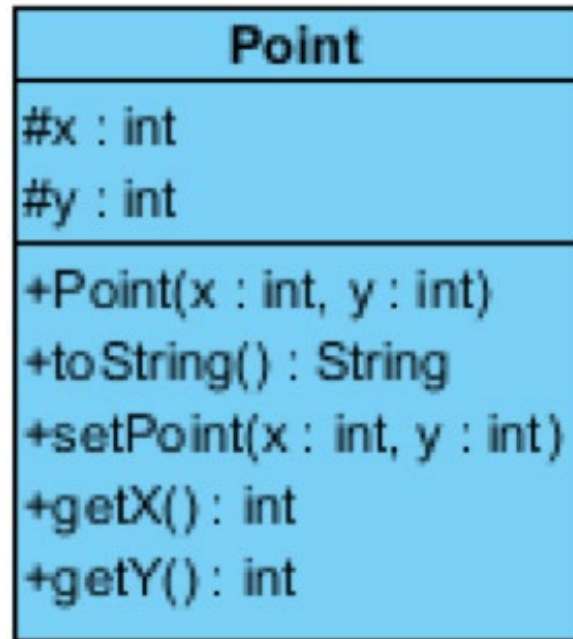 Point
#x : int
#y : int
+Point(x : int, y : int)
+toString() : String
+setPoint(x : int, y : int)
+getX() : int
+getY() : int